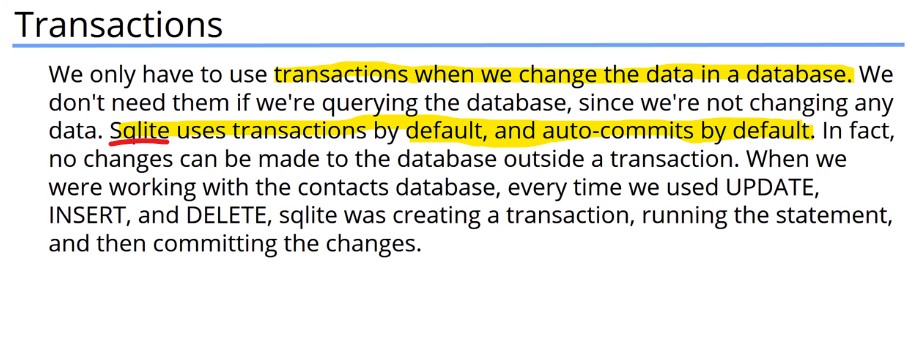 Transactions
We only have to use transactions when we change the data in a database. We
don't need them if we're querying the database, since we're not changing any
data. Sqlite uses transactions by default, and auto-commits by default. In fact,
no changes can be made to the database outside a transaction. When we
were working with the contacts database, every time we used UPDATE,
INSERT, and DELETE, sqlite was creating a transaction, running the statement,
and then committing the changes.